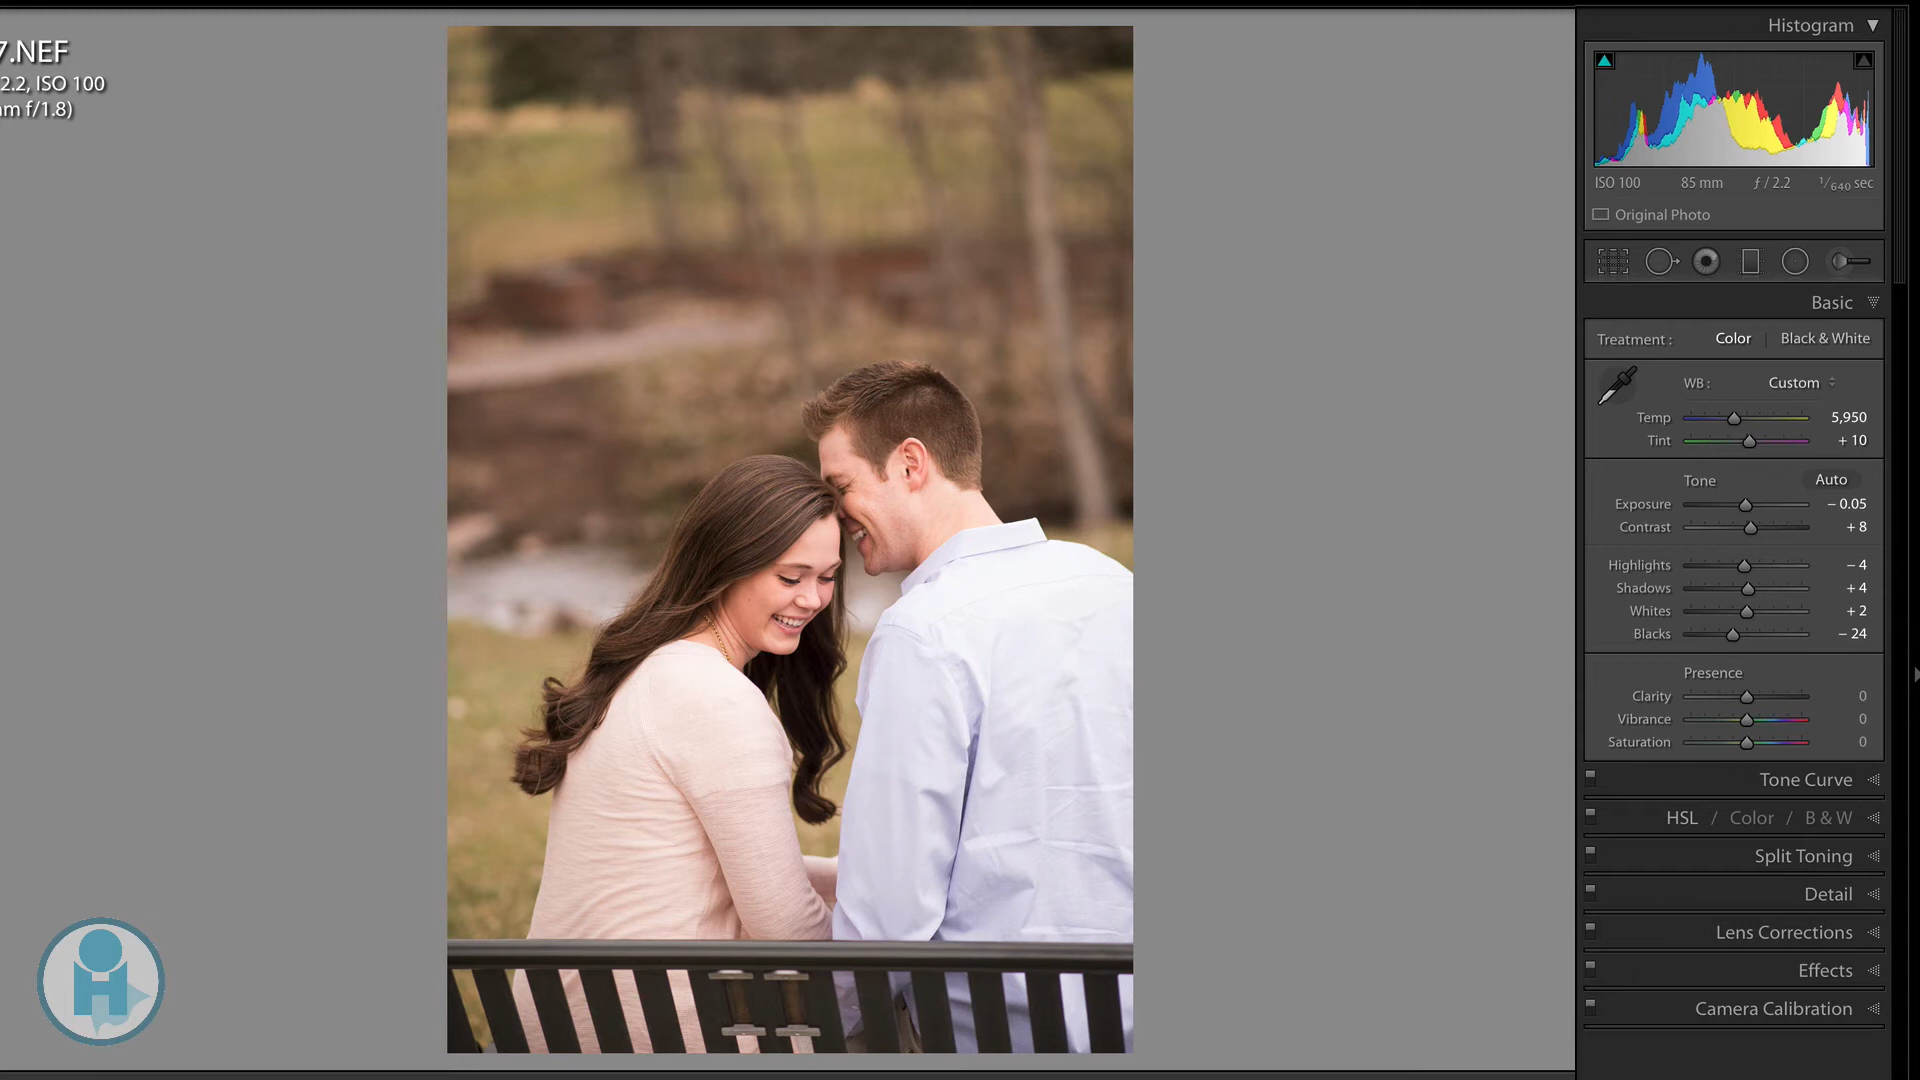 7.NEF
2.2, ISO 100
m f/1.8)
Histogram
ISO 100 85 mm ƒ / 2.2 1/640 sec
Original Photo
Basic
Treatment : Color Black & White
WB : Custom
Temp 5,950
Tint + 10
Tone Auto
Exposure – 0.05
Contrast + 8
Highlights – 4
Shadows + 4
Whites + 2
Blacks – 24
Presence
Clarity 0
Vibrance 0
Saturation 0
Tone Curve
HSL / Color / B & W
Split Toning
Detail
Lens Corrections
Effects
Camera Calibration